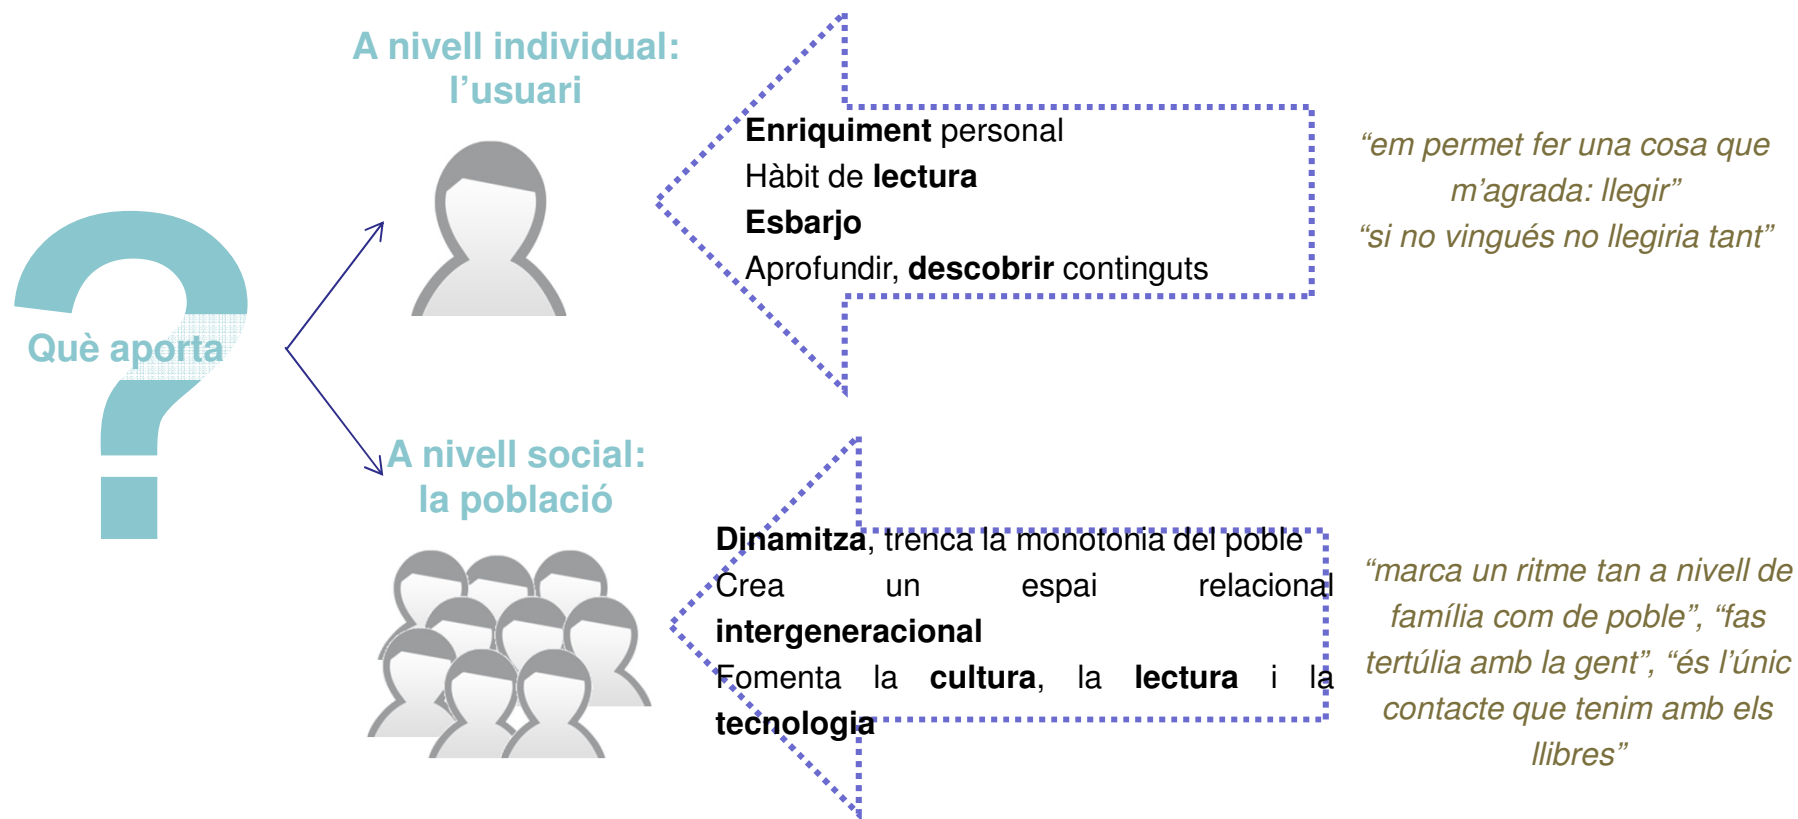 Què aporta
A nivell individual:
l’usuari
Enriquiment personal
Hàbit de lectura
Esbarjo
Aprofundir, descobrir continguts
“em permet fer una cosa que
m’agrada: llegir”
“si no vingués no llegiria tant”
A nivell social:
la població
Dinamitza, trenca la monotonia del poble
Crea un espai relacional
intergeneracional
Fomenta la cultura, la lectura i la
tecnologia
“marca un ritme tan a nivell de
família com de poble”, “fas
tertúlia amb la gent”, “és l’únic
contacte que tenim amb els
llibres”